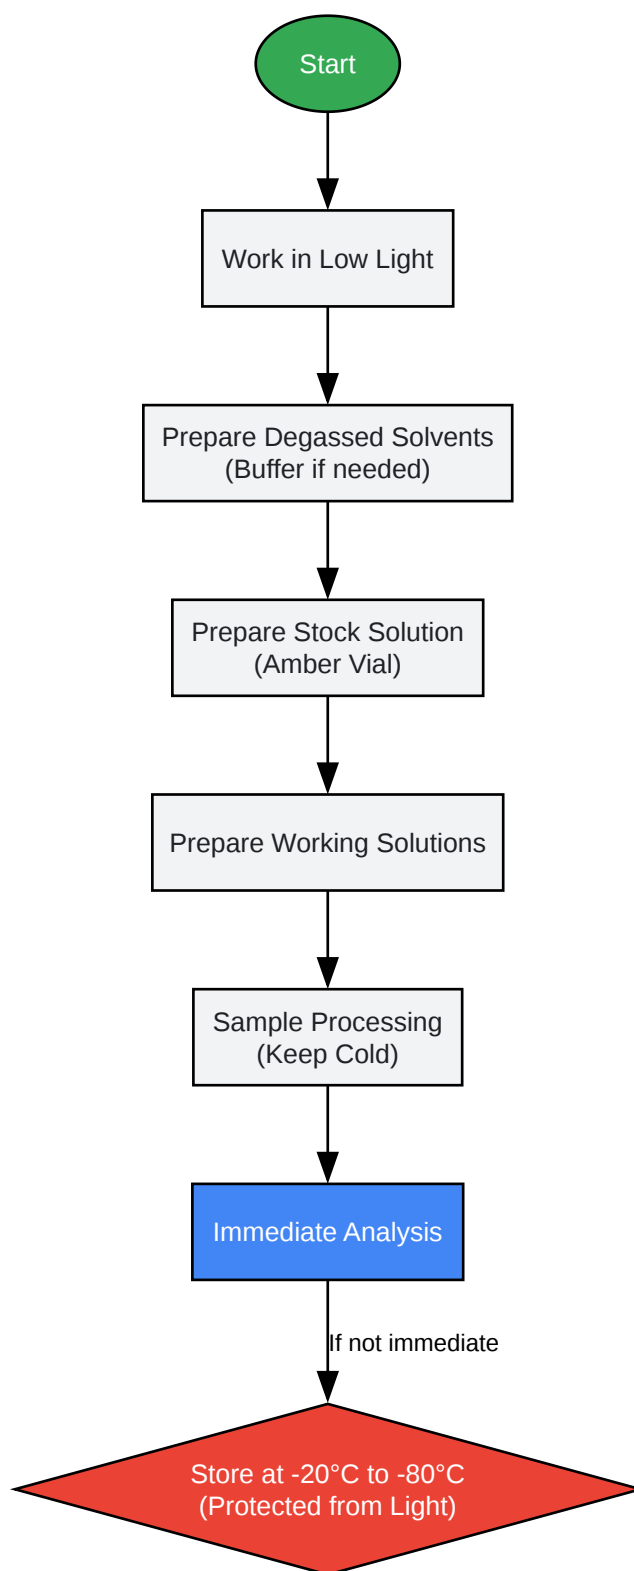 Start
Work in Low Light
Prepare Degassed Solvents
(Buffer if needed)
Prepare Stock Solution
(Amber Vial)
Prepare Working Solutions
Sample Processing
(Keep Cold)
Immediate Analysis
If not immediate
Store at -20°C to -80°C
(Protected from Light)